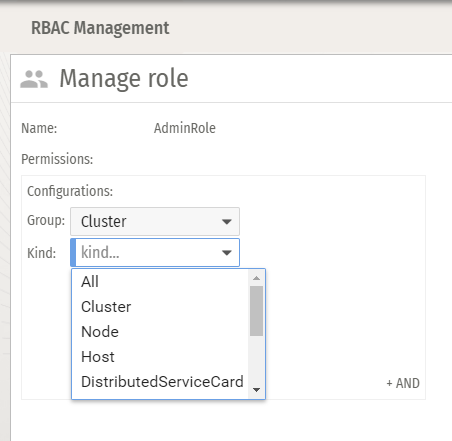 RBAC Management
Manage role
Name: AdminRole
Permissions:
Configurations:
Group: Cluster
Kind: kind...
All
Cluster
Node
Host
DistributedServiceCard
+ AND